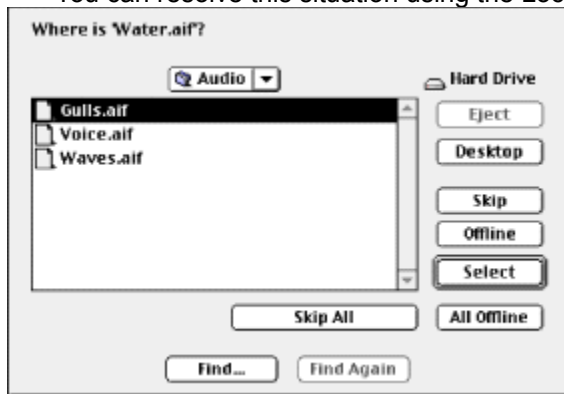 You can resolve this situation using the
Where is 'Water.aif'?
Audio
Hard Drive
Gulls.aif
Voice.aif
Waves.aif
Eject
Desktop
Skip
Offline
Select
Skip All
All Offline
Find...
Find Again